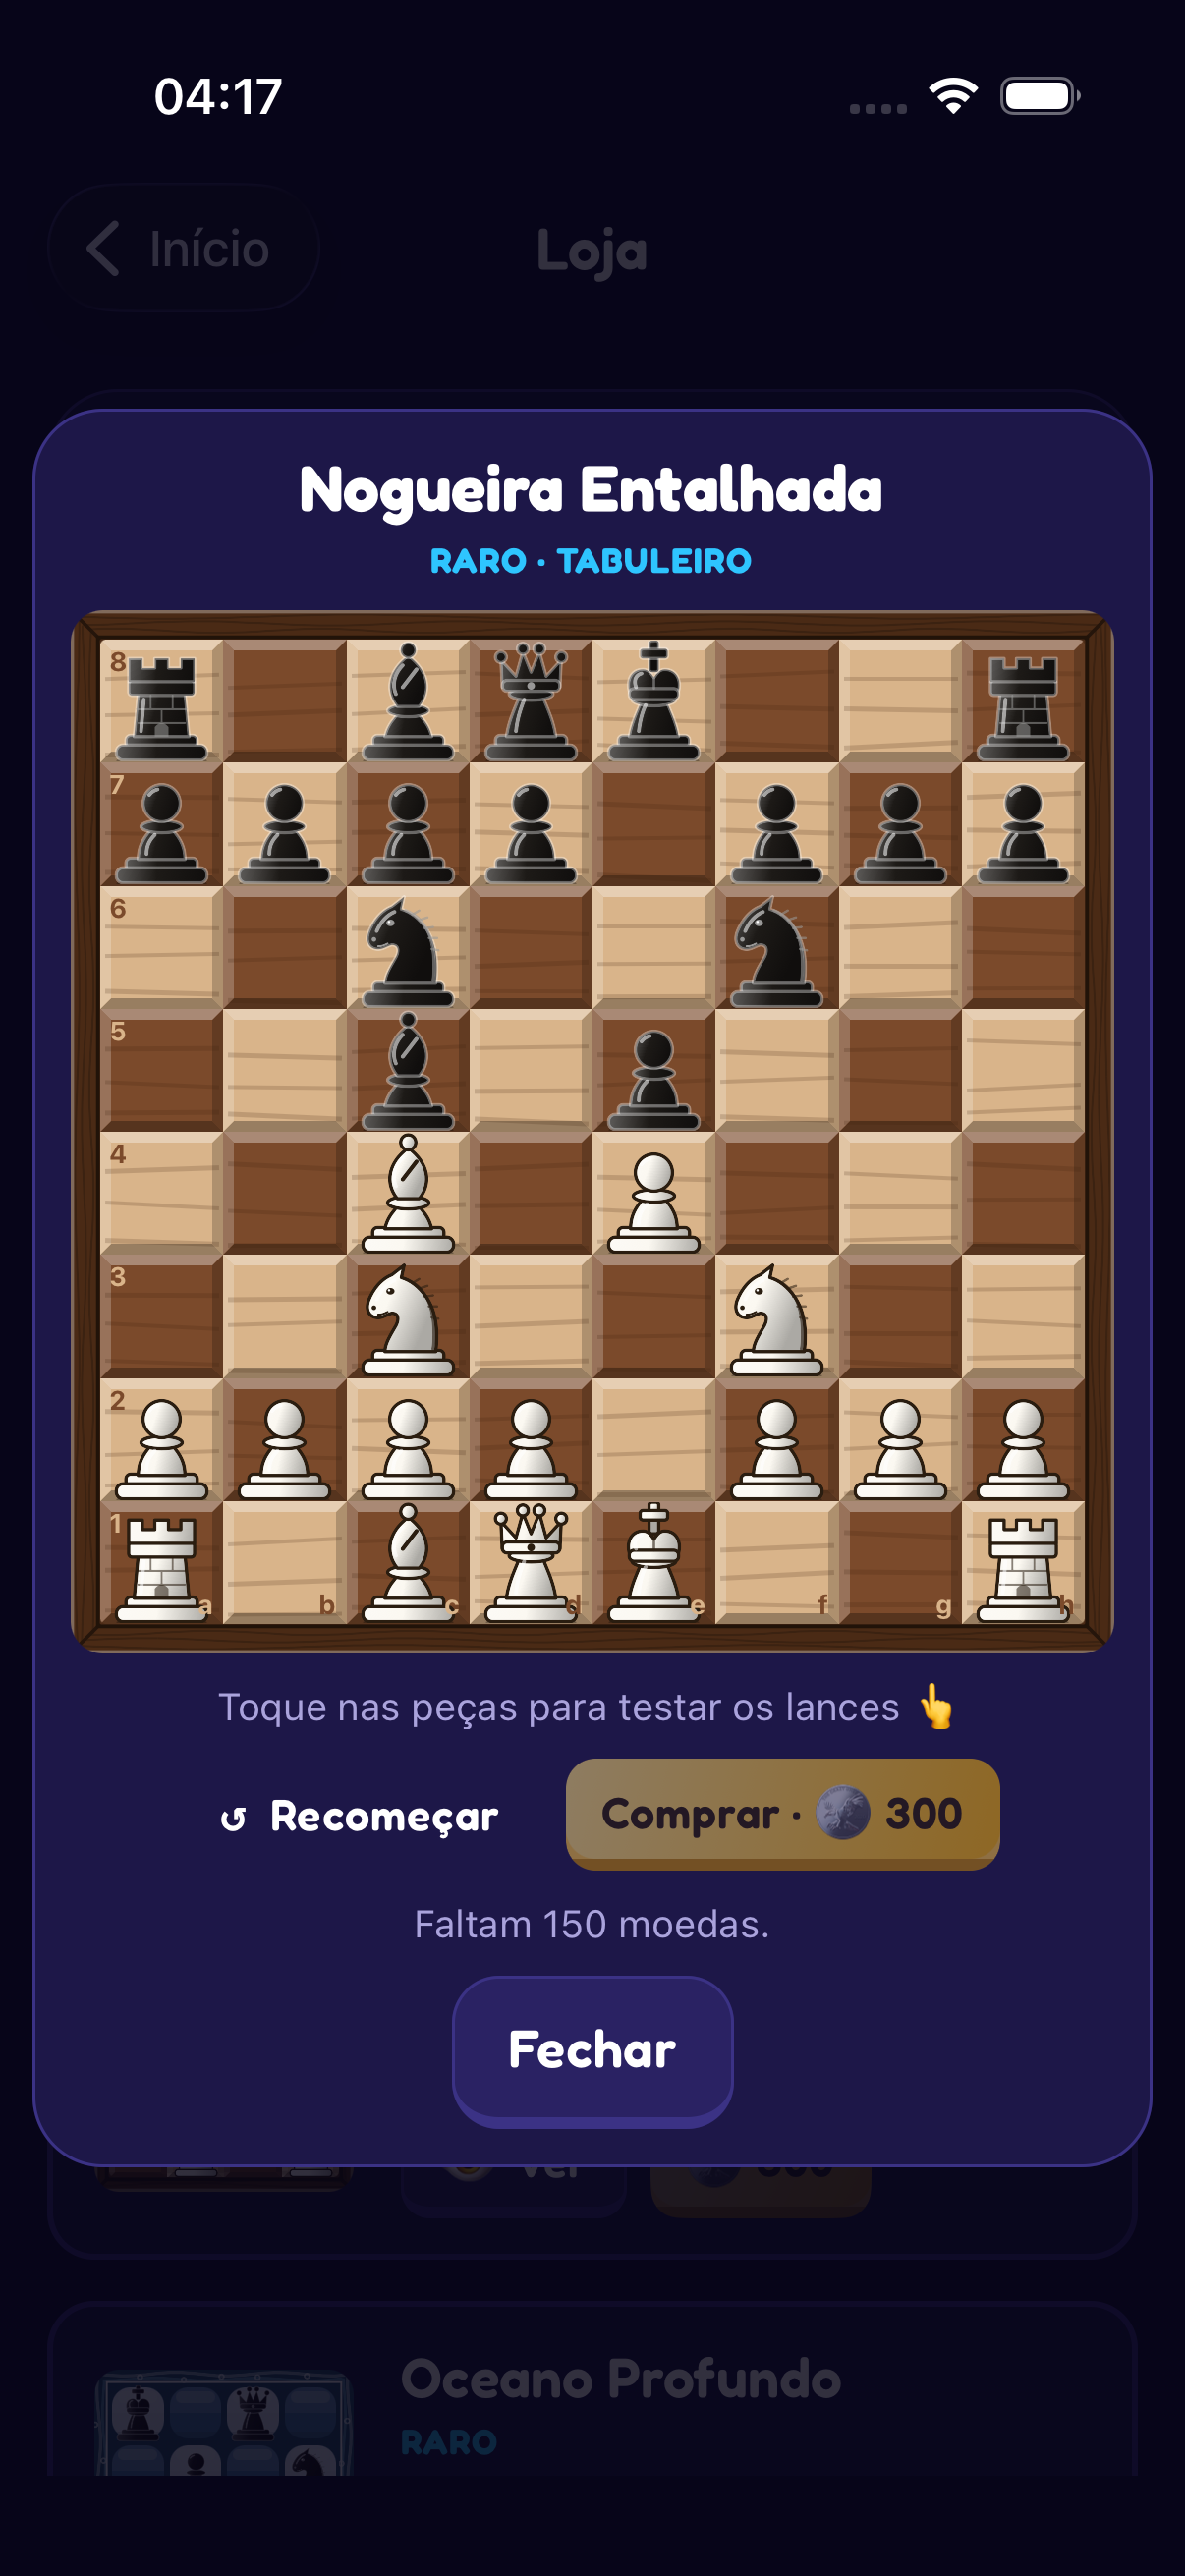 04:17
Início
Loja
Nogueira Entalhada
RARO · TABULEIRO
8
7
6
5
4
3
2
1
a b c d e f g h
Toque nas peças para testar os lances 👆
↺ Recomeçar
Comprar · 300
Faltam 150 moedas.
Fechar
Oceano Profundo
RARO